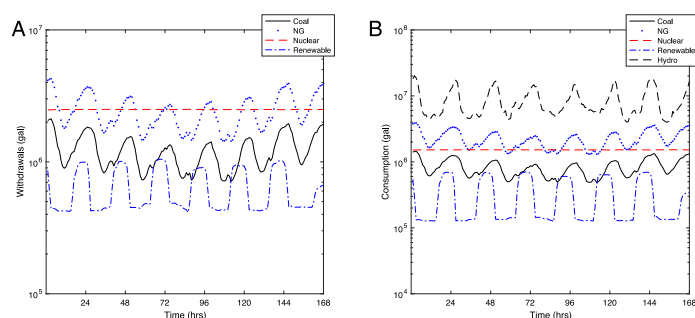 A
Withdrawals (gal)
10^7
10^6
10^5
24 48 72 96 120 144 168
Time (hrs)
Coal
NG
Nuclear
Renewable
B
Consumption (gal)
10^8
10^7
10^6
10^5
10^4
24 48 72 96 120 144 168
Time (hrs)
Coal
NG
Nuclear
Renewable
Hydro